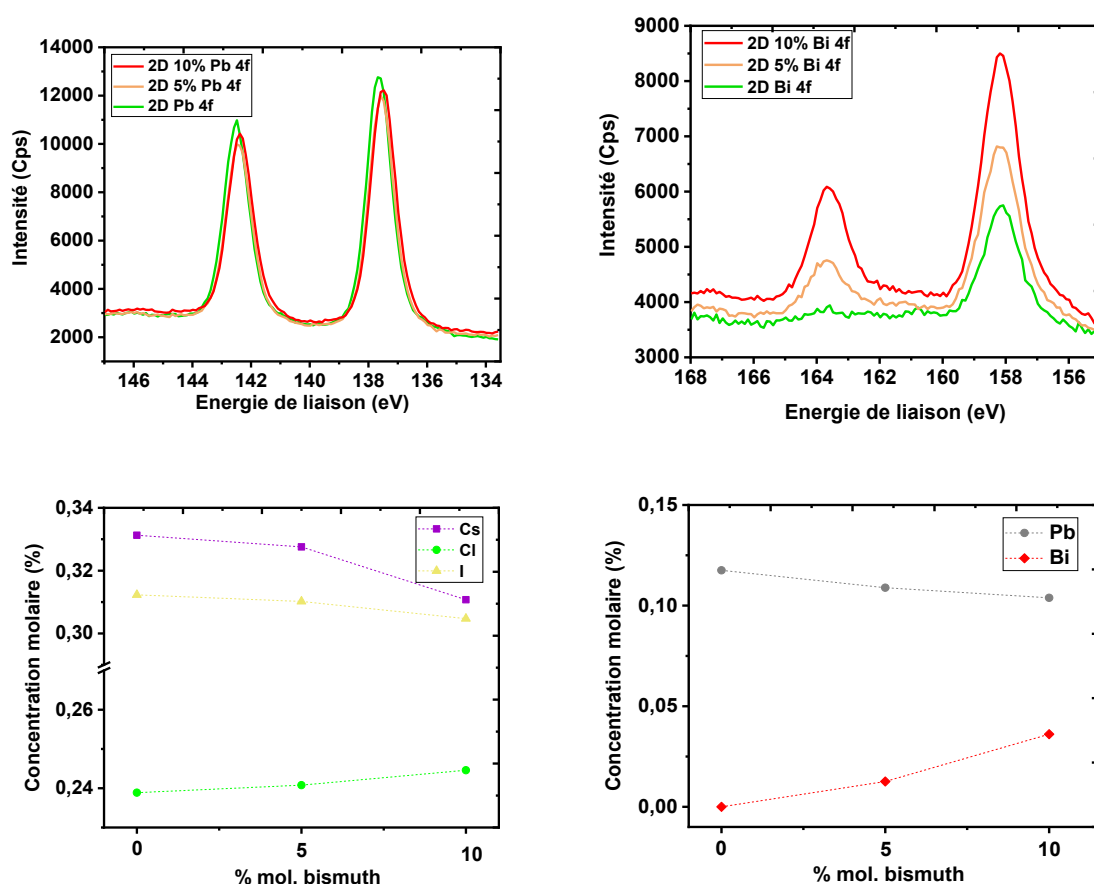 14000
12000
10000
8000
6000
4000
2000
Intensité (Cps)
2D 10% Pb 4f
2D 5% Pb 4f
2D Pb 4f
146 144 142 140 138 136 134
Energie de liaison (eV)
9000
8000
7000
6000
5000
4000
3000
Intensité (Cps)
2D 10% Bi 4f
2D 5% Bi 4f
2D Bi 4f
168 166 164 162 160 158 156
Energie de liaison (eV)
0,34
0,32
0,30
0,26
0,24
Concentration molaire (%)
Cs
Cl
I
0 5 10
% mol. bismuth
0,15
0,10
0,05
0,00
Concentration molaire (%)
Pb
Bi
0 5 10
% mol. bismuth